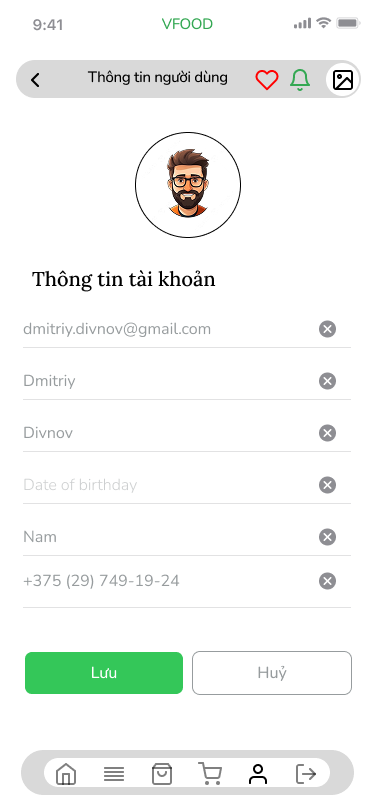 9:41
VFOOD
Thông tin người dùng
Thông tin tài khoản
dmitriy.divnov@gmail.com
Dmitriy
Divnov
Date of birthday
Nam
+375 (29) 749-19-24
Lưu
Huỷ